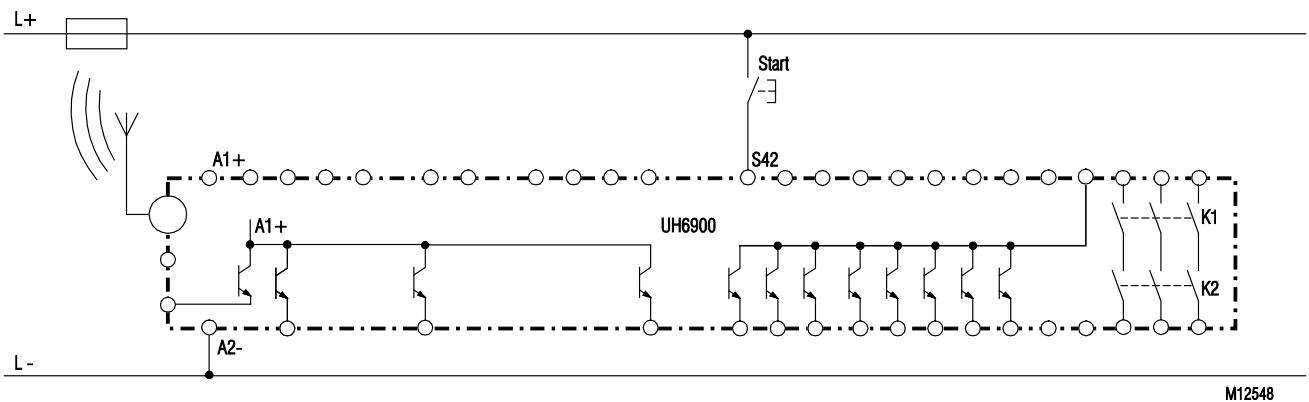 L+
Start
A1+
S42
A1+
UH6900
K1
K2
A2-
L -
M12548